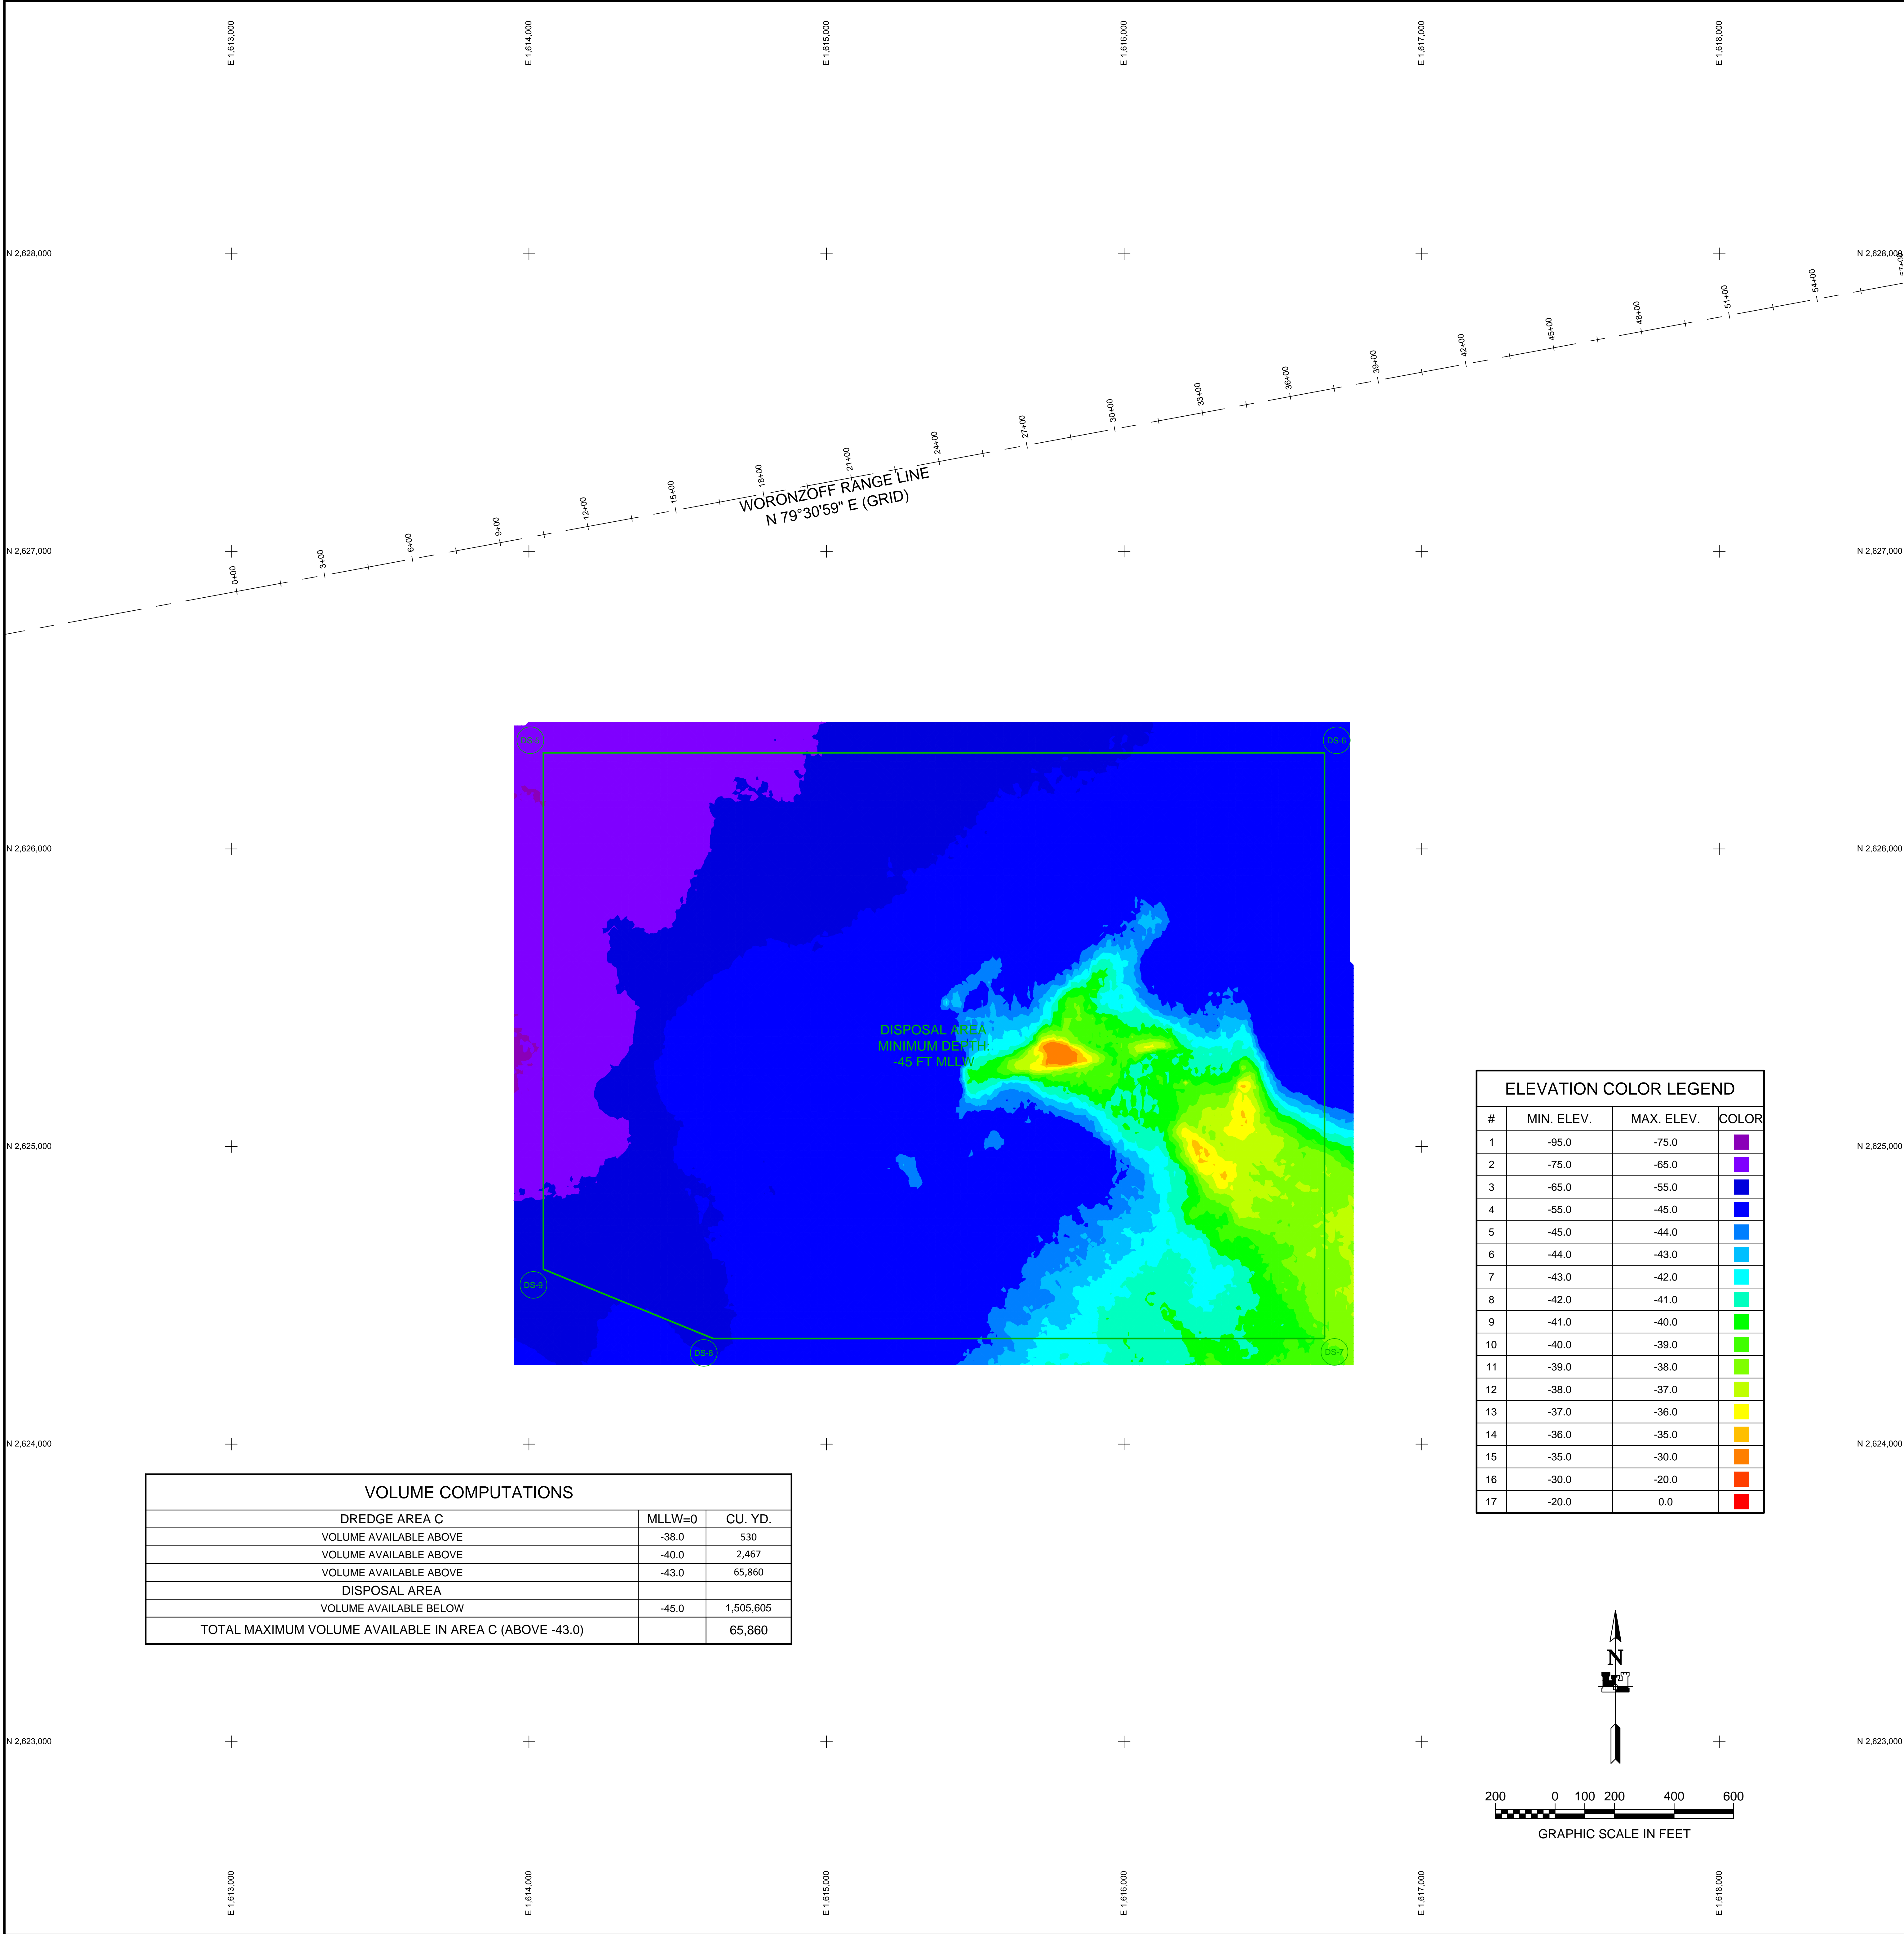 E 1,613,000
E 1,614,000
E 1,615,000
E 1,616,000
E 1,617,000
E 1,618,000
N 2,628,000
N 2,628,000
57+00
54+00
51+00
48+00
45+00
42+00
39+00
36+00
33+00
30+00
27+00
24+00
21+00
18+00
15+00
12+00
9+00
6+00
3+00
0+00
WORONZOFF RANGE LINE
N 79°30'59" E (GRID)
N 2,627,000
N 2,627,000
DS-5
DS-6
N 2,626,000
N 2,626,000
DISPOSAL AREA
MINIMUM DEPTH:
-45 FT MLLW
N 2,625,000
N 2,625,000
DS-9
DS-8
DS-7
ELEVATION COLOR LEGEND
# MIN. ELEV. MAX. ELEV. COLOR
1 -95.0 -75.0
2 -75.0 -65.0
3 -65.0 -55.0
4 -55.0 -45.0
5 -45.0 -44.0
6 -44.0 -43.0
7 -43.0 -42.0
8 -42.0 -41.0
9 -41.0 -40.0
10 -40.0 -39.0
11 -39.0 -38.0
12 -38.0 -37.0
13 -37.0 -36.0
14 -36.0 -35.0
15 -35.0 -30.0
16 -30.0 -20.0
17 -20.0 0.0
N 2,624,000
N 2,624,000
VOLUME COMPUTATIONS
DREDGE AREA C MLLW=0 CU. YD.
VOLUME AVAILABLE ABOVE -38.0 530
VOLUME AVAILABLE ABOVE -40.0 2,467
VOLUME AVAILABLE ABOVE -43.0 65,860
DISPOSAL AREA
VOLUME AVAILABLE BELOW -45.0 1,505,605
TOTAL MAXIMUM VOLUME AVAILABLE IN AREA C (ABOVE -43.0) 65,860
N
N 2,623,000
N 2,623,000
200 0 100 200 400 600
GRAPHIC SCALE IN FEET
E 1,613,000
E 1,614,000
E 1,615,000
E 1,616,000
E 1,617,000
E 1,618,000